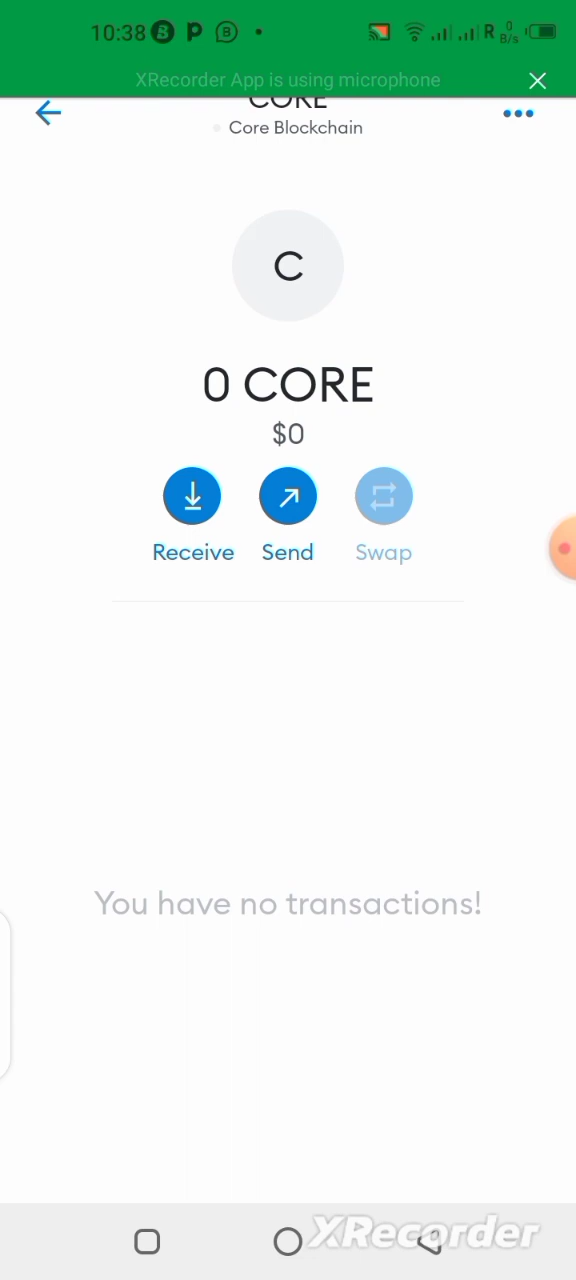 10:38 B P B R 0 B/s
XRecorder App is using microphone
CORE
Core Blockchain
C
0 CORE
$0
Receive Send Swap
You have no transactions!
XRecorder